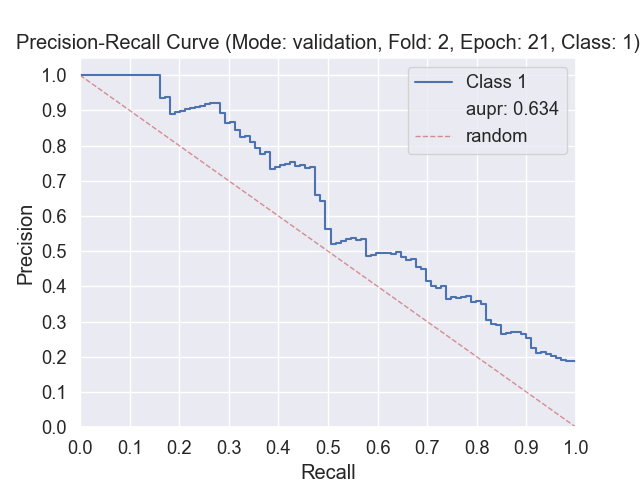 Precision-Recall Curve (Mode: validation, Fold: 2, Epoch: 21, Class: 1)
Class 1
aupr: 0.634
random
Precision
1.0
0.9
0.8
0.7
0.6
0.5
0.4
0.3
0.2
0.1
0.0
0.0 0.1 0.2 0.3 0.4 0.5 0.6 0.7 0.8 0.9 1.0
Recall